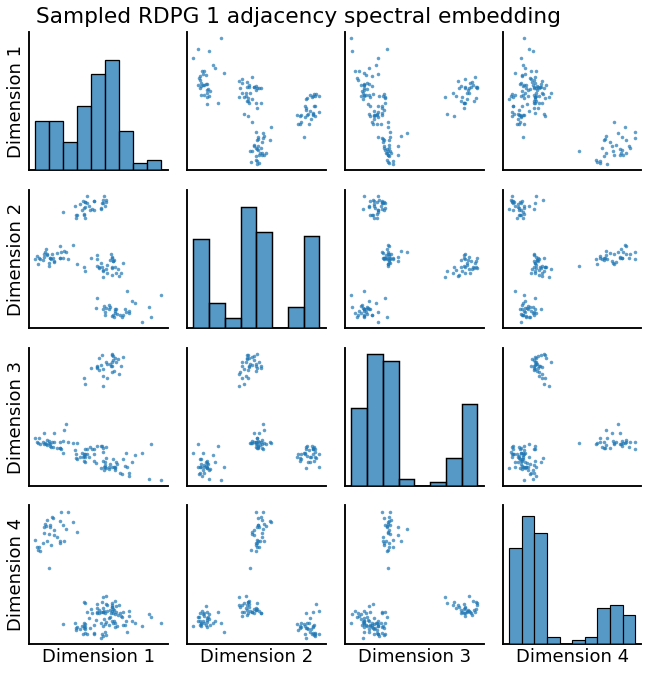 Sampled RDPG 1 adjacency spectral embedding
Dimension 1
Dimension 2
Dimension 3
Dimension 4
Dimension 1 Dimension 2 Dimension 3 Dimension 4